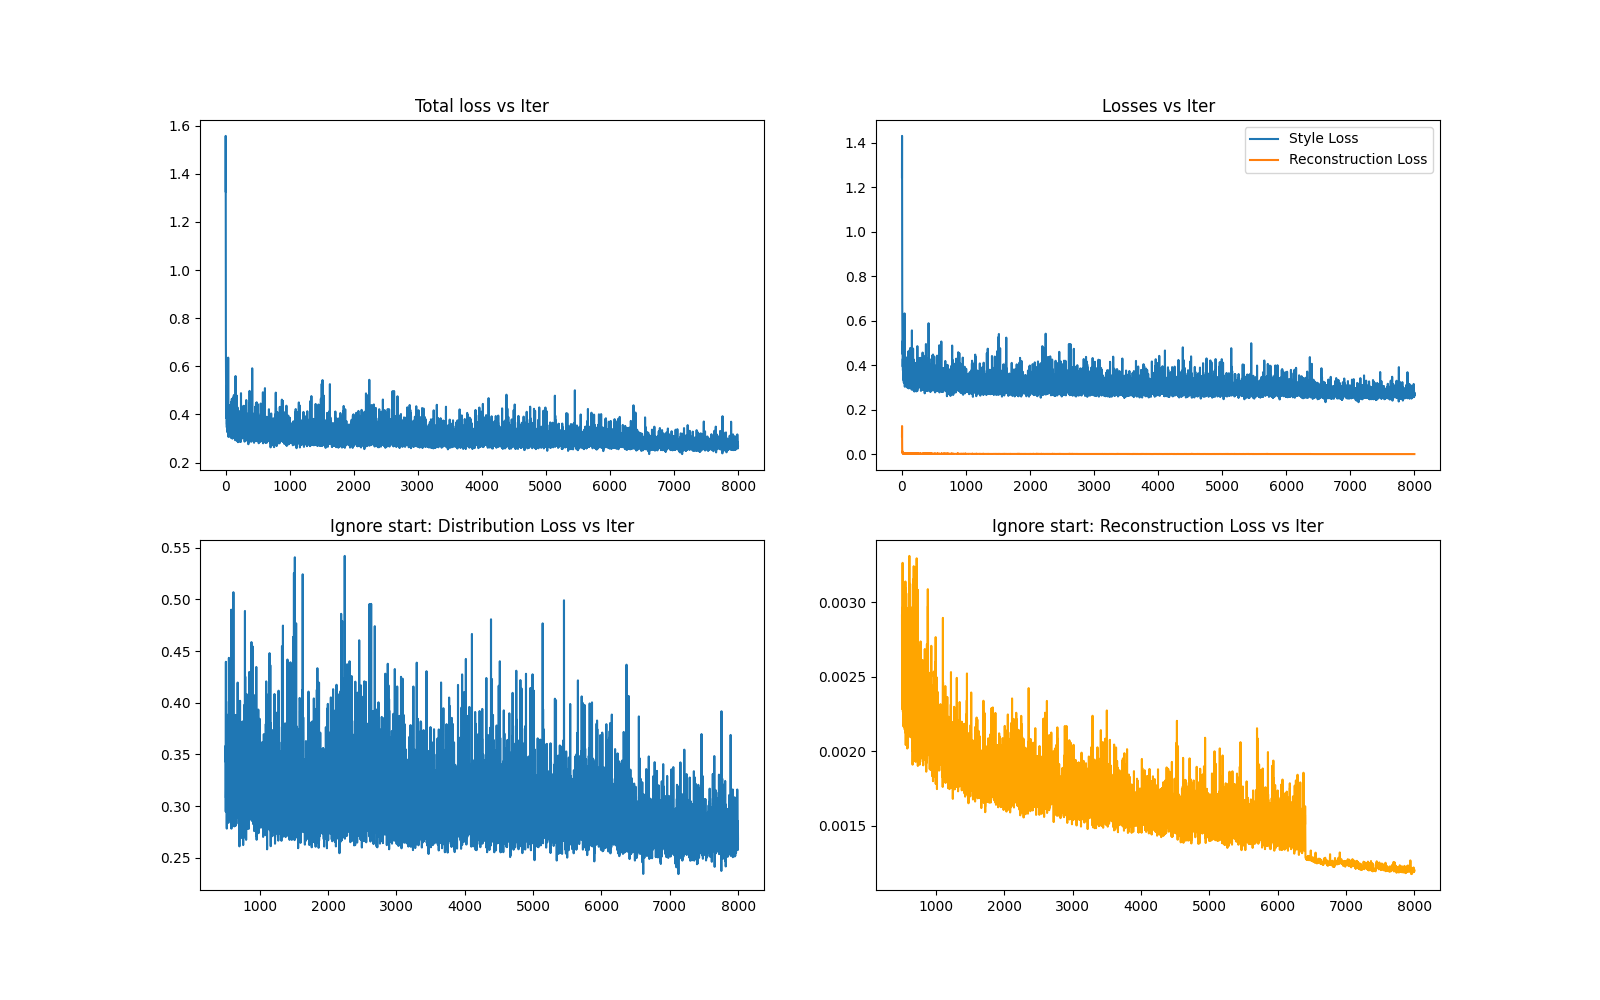 Total loss vs Iter
1.6
1.4
1.2
1.0
0.8
0.6
0.4
0.2
0 1000 2000 3000 4000 5000 6000 7000 8000
Losses vs Iter
Style Loss
Reconstruction Loss
1.4
1.2
1.0
0.8
0.6
0.4
0.2
0.0
0 1000 2000 3000 4000 5000 6000 7000 8000
Ignore start: Distribution Loss vs Iter
0.55
0.50
0.45
0.40
0.35
0.30
0.25
1000 2000 3000 4000 5000 6000 7000 8000
Ignore start: Reconstruction Loss vs Iter
0.0030
0.0025
0.0020
0.0015
1000 2000 3000 4000 5000 6000 7000 8000